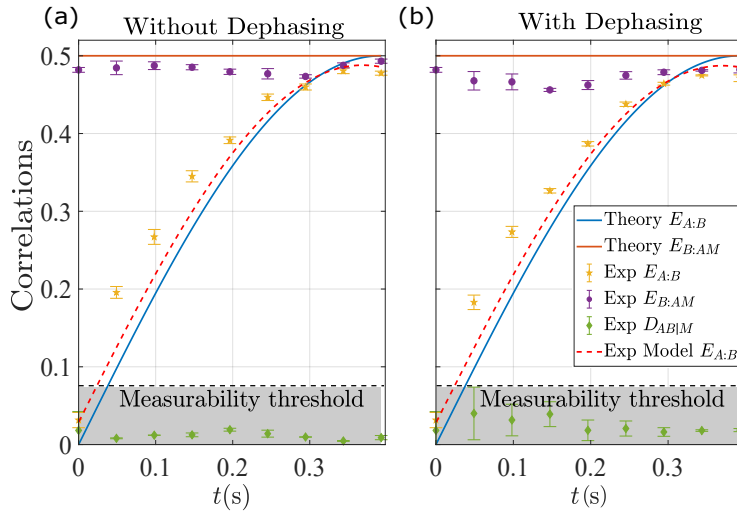 (a)
Without Dephasing
0.5
0.4
0.3
0.2
0.1
0
Correlations
Measurability threshold
0
0.1
0.2
0.3
t(s)
(b)
With Dephasing
Theory E_{A:B}
Theory E_{B:AM}
Exp E_{A:B}
Exp E_{B:AM}
Exp D_{AB|M}
Exp Model E_{A:B}
Measurability threshold
0
0.1
0.2
0.3
t(s)